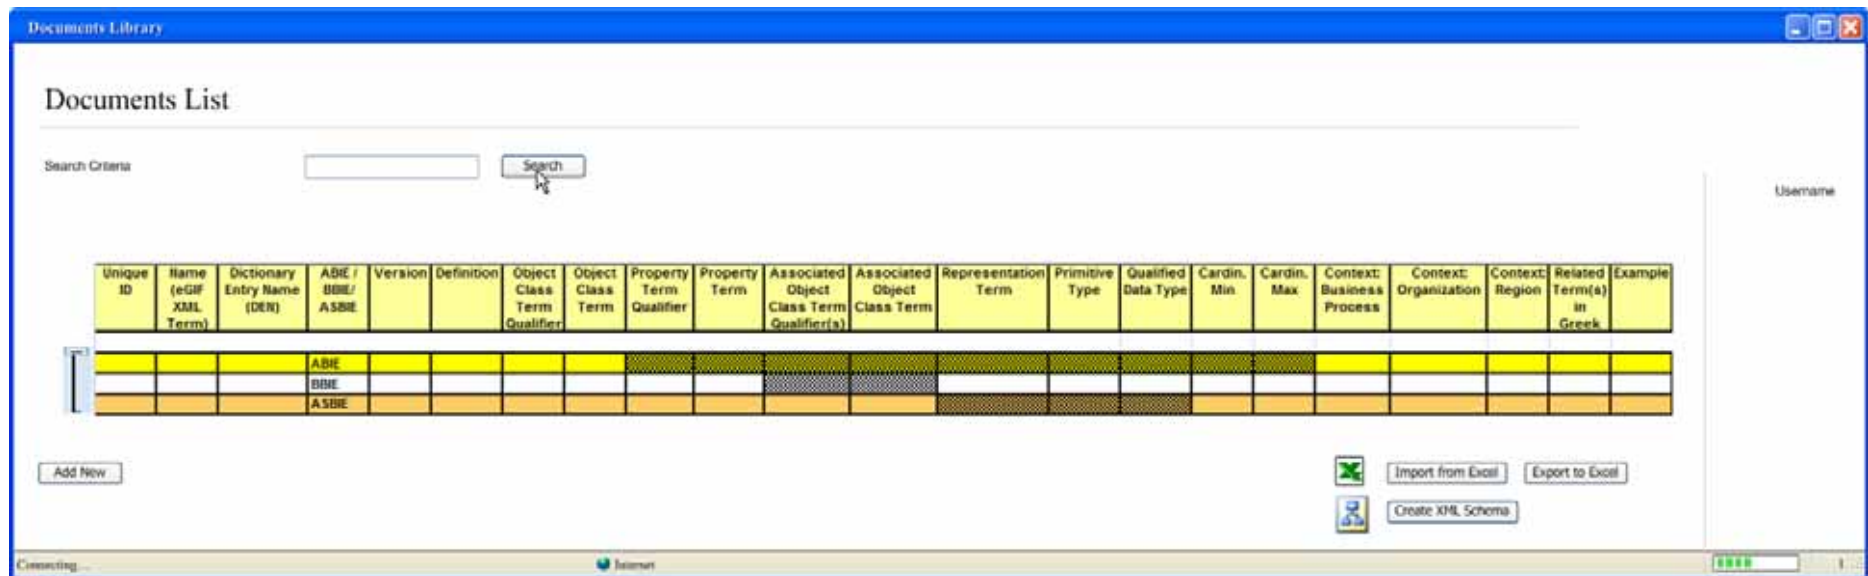 Documents Library
Documents List
Search Criteria
Search
Username
Unique ID
Name (eGIF XML Term)
Dictionary Entry Name (DEN)
ABIE / BBIE/ ASBIE
Version
Definition
Object Class Term Qualifier
Object Class Term
Property Term Qualifier
Property Term
Associated Object Class Term Qualifier(s)
Associated Object Class Term
Representation Term
Primitive Type
Qualified Data Type
Cardin. Min
Cardin. Max
Context: Business Process
Context: Organization
Context: Region
Related Term(s) in Greek
Example
ABIE
BBIE
ASBIE
Add New
Import from Excel
Export to Excel
Create XML Schema
Connecting...
Internet
1